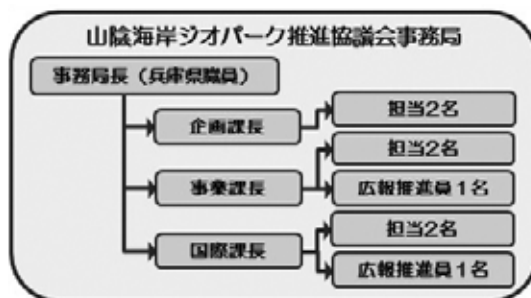 山陰海岸ジオパーク推進協議会事務局
事務局長（兵庫県職員）
企画課長
担当2名
事業課長
担当2名
広報推進員1名
国際課長
担当2名
広報推進員1名